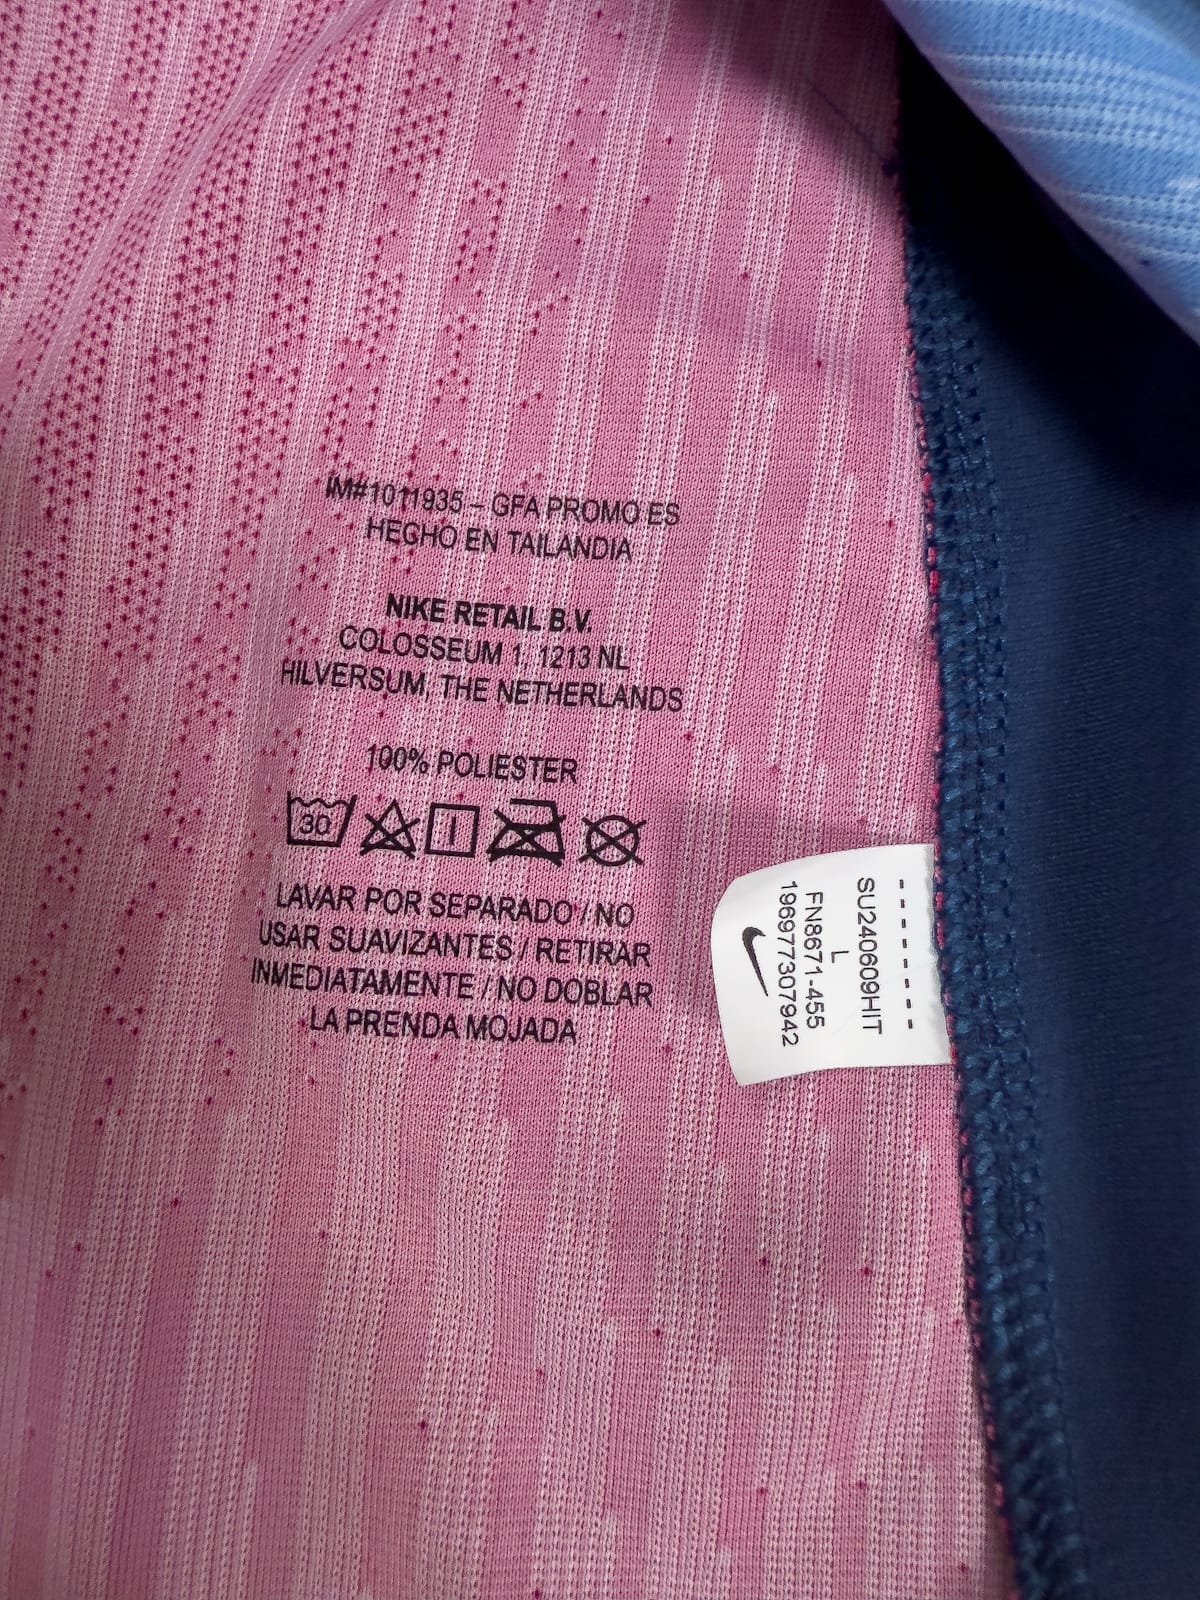 IM#1011935 – GFA PROMO ES
HECHO EN TAILANDIA
NIKE RETAIL B.V.
COLOSSEUM 1, 1213 NL
HILVERSUM, THE NETHERLANDS
100% POLIESTER
30
LAVAR POR SEPARADO / NO
USAR SUAVIZANTES / RETIRAR
INMEDIATAMENTE / NO DOBLAR
LA PRENDA MOJADA
SU240609HIT
L
FN8671-455
196977307942